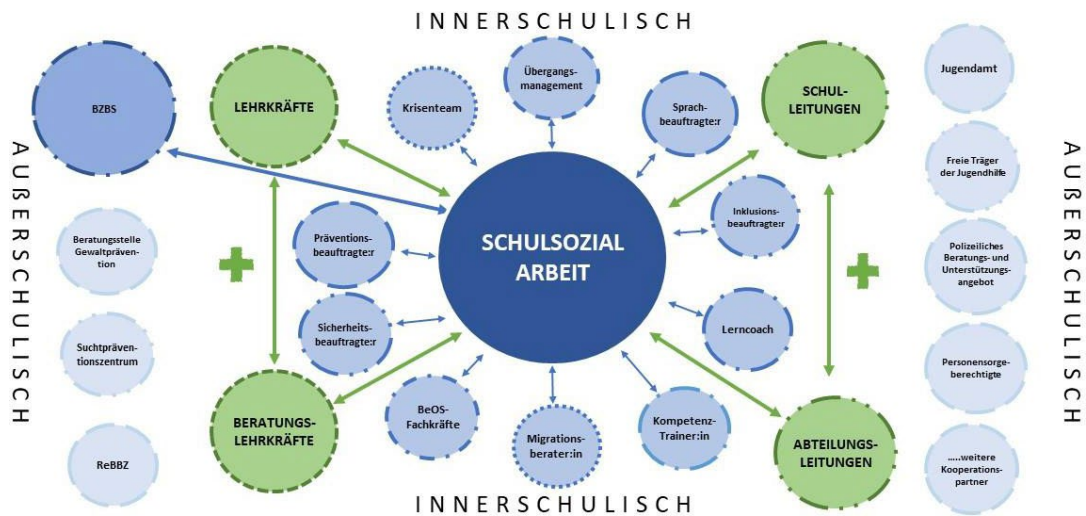 INNERSCHULISCH
AUßERSCHULISCH
BZBS
Beratungsstelle
Gewaltpräven-
tion
Suchtpräven-
tionszentrum
ReBBZ
LEHRKRÄFTE
BERATUNGS-
LEHRKRÄFTE
Krisenteam
Übergangs-
management
Sprach-
beauftragte:r
Präventions-
beauftragte:r
SCHULSOZIAL
ARBEIT
Inklusions-
beauftragte:r
Sicherheits-
beauftragte:r
Lerncoach
BeOS-
Fachkräfte
Migrations-
berater:in
Kompetenz-
Trainer:in
SCHUL-
LEITUNGEN
ABTEILUNGS-
LEITUNGEN
Jugendamt
Freie Träger
der Jugendhilfe
Polizeiliches
Beratungs- und
Unterstützungs-
angebot
Personensorge-
berechtigte
.....weitere
Kooperations-
partner
AUßERSCHULISCH
INNERSCHULISCH